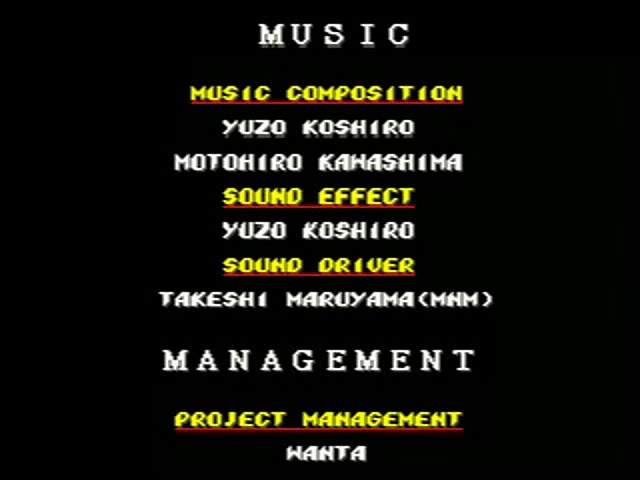 MUSIC
MUSIC COMPOSITION
YUZO KOSHIRO
MOTOHIRO KAWASHIMA
SOUND EFFECT
YUZO KOSHIRO
SOUND DRIVER
TAKESHI MARUYAMA(MNM)
MANAGEMENT
PROJECT MANAGEMENT
WANTA